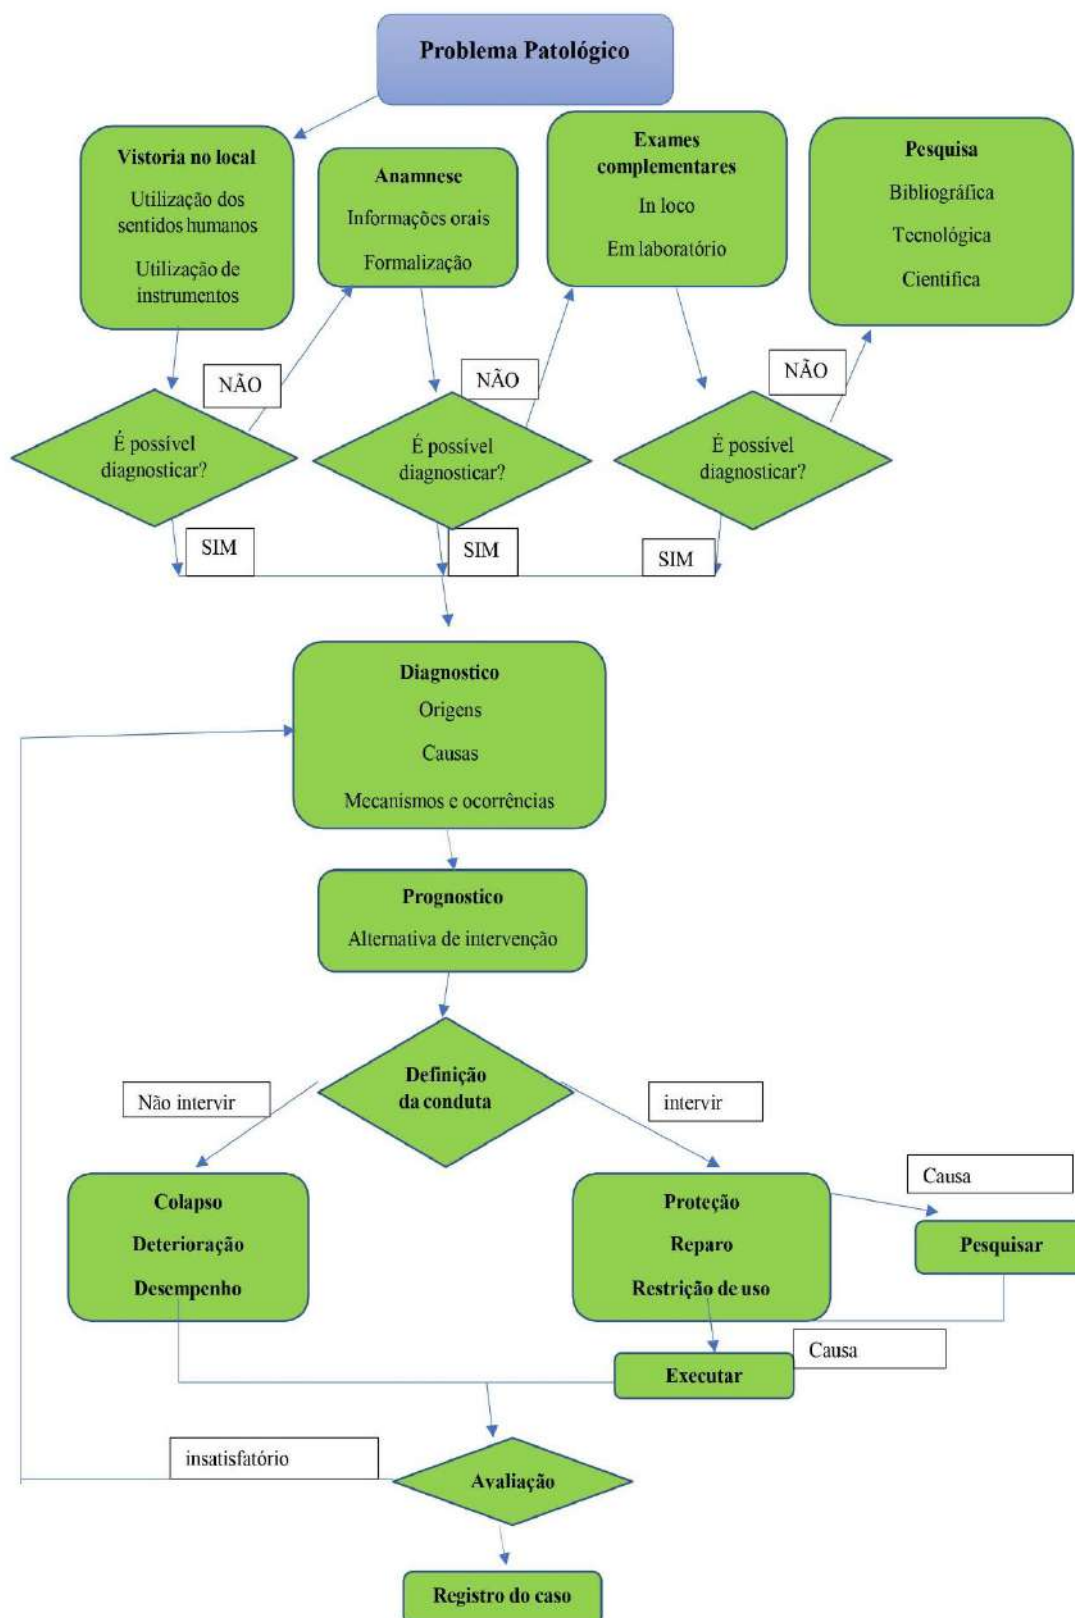 Problema Patológico
Vistoria no local
Utilização dos
sentidos humanos
Utilização de
instrumentos
Anamnese
Informações orais
Formalização
Exames
complementares
In loco
Em laboratório
Pesquisa
Bibliográfica
Tecnológica
Cientifica
NÃO
NÃO
NÃO
É possível
diagnosticar?
É possível
diagnosticar?
É possível
diagnosticar?
SIM
SIM
SIM
Diagnostico
Origens
Causas
Mecanismos e ocorrências
Prognostico
Alternativa de intervenção
Definição
da conduta
Não intervir
intervir
Colapso
Deterioração
Desempenho
Proteção
Reparo
Restrição de uso
Causa
Pesquisar
Causa
Executar
insatisfatório
Avaliação
Registro do caso